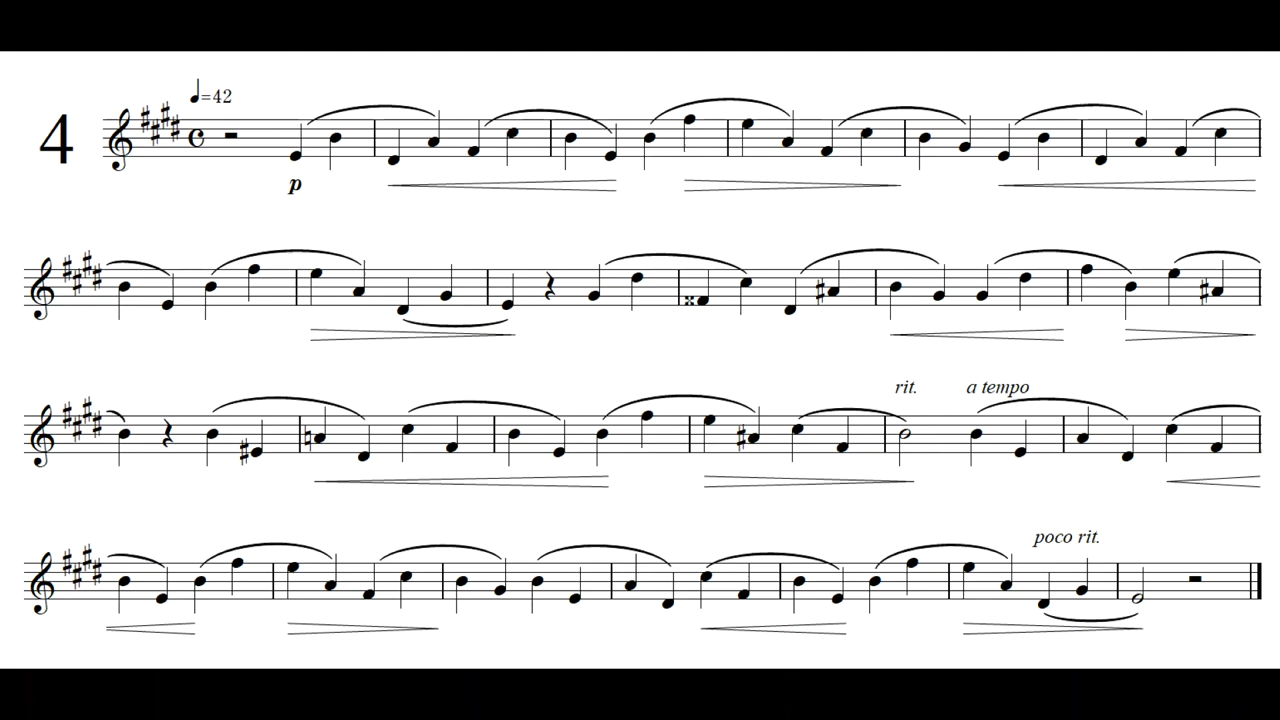 ♩=42
4
p
rit. a tempo
poco rit.